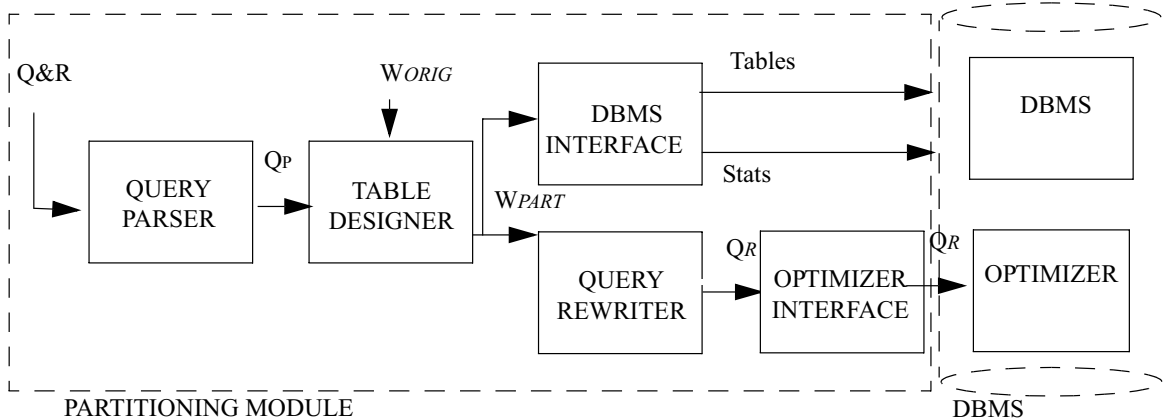 Q&R
WORIG
Tables
DBMS
INTERFACE
DBMS
Stats
QP
QUERY
PARSER
TABLE
DESIGNER
WPART
QUERY
REWRITER
QR
OPTIMIZER
INTERFACE
QR
OPTIMIZER
PARTITIONING MODULE
DBMS